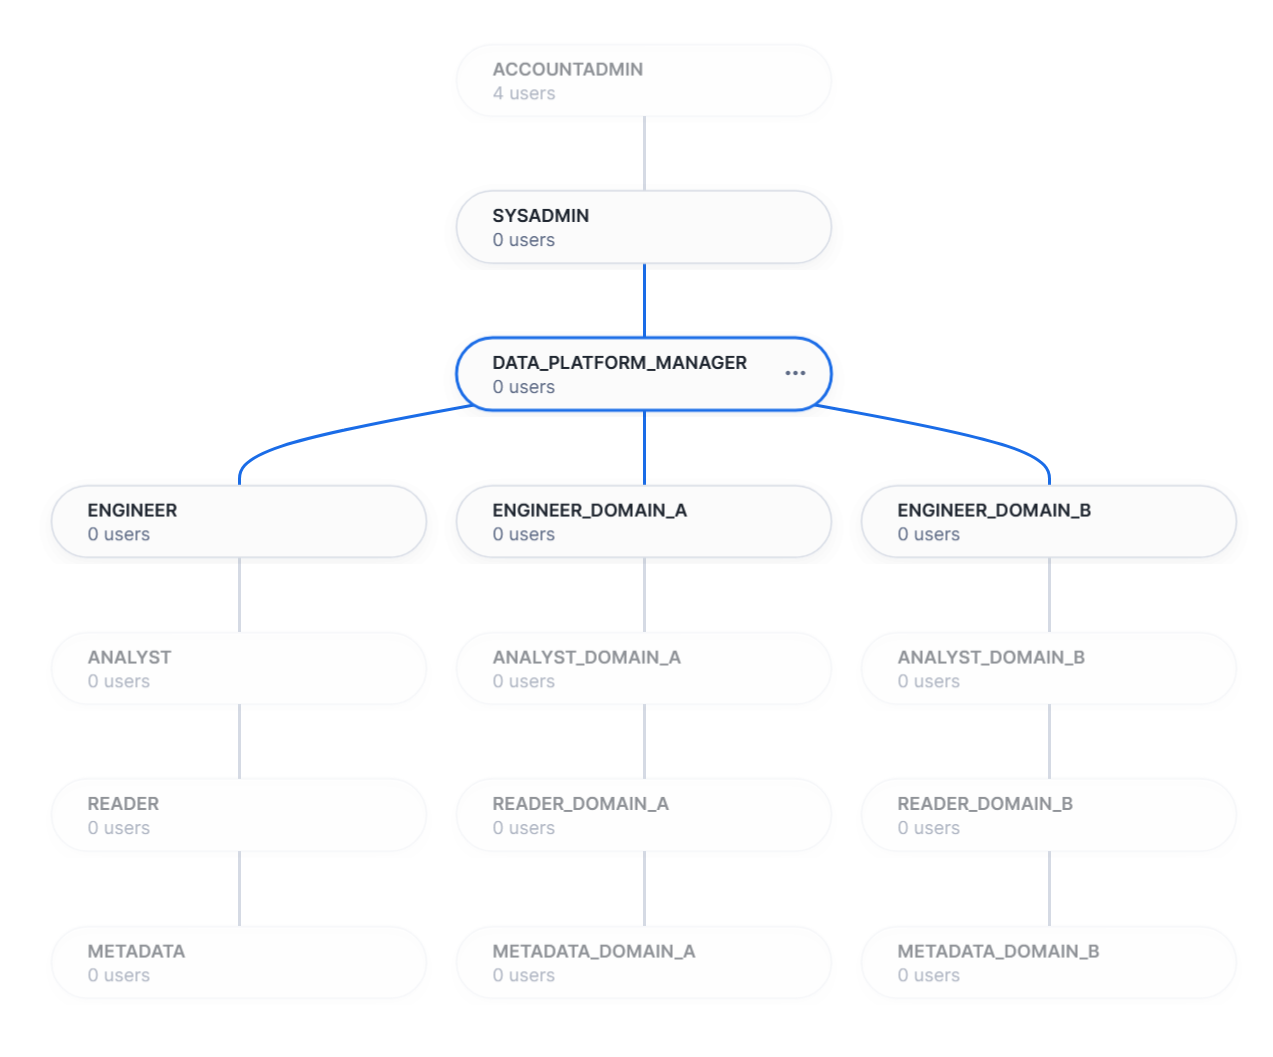 ACCOUNTADMIN
4 users
SYSADMIN
0 users
DATA_PLATFORM_MANAGER
0 users
ENGINEER
0 users
ENGINEER_DOMAIN_A
0 users
ENGINEER_DOMAIN_B
0 users
ANALYST
0 users
ANALYST_DOMAIN_A
0 users
ANALYST_DOMAIN_B
0 users
READER
0 users
READER_DOMAIN_A
0 users
READER_DOMAIN_B
0 users
METADATA
0 users
METADATA_DOMAIN_A
0 users
METADATA_DOMAIN_B
0 users